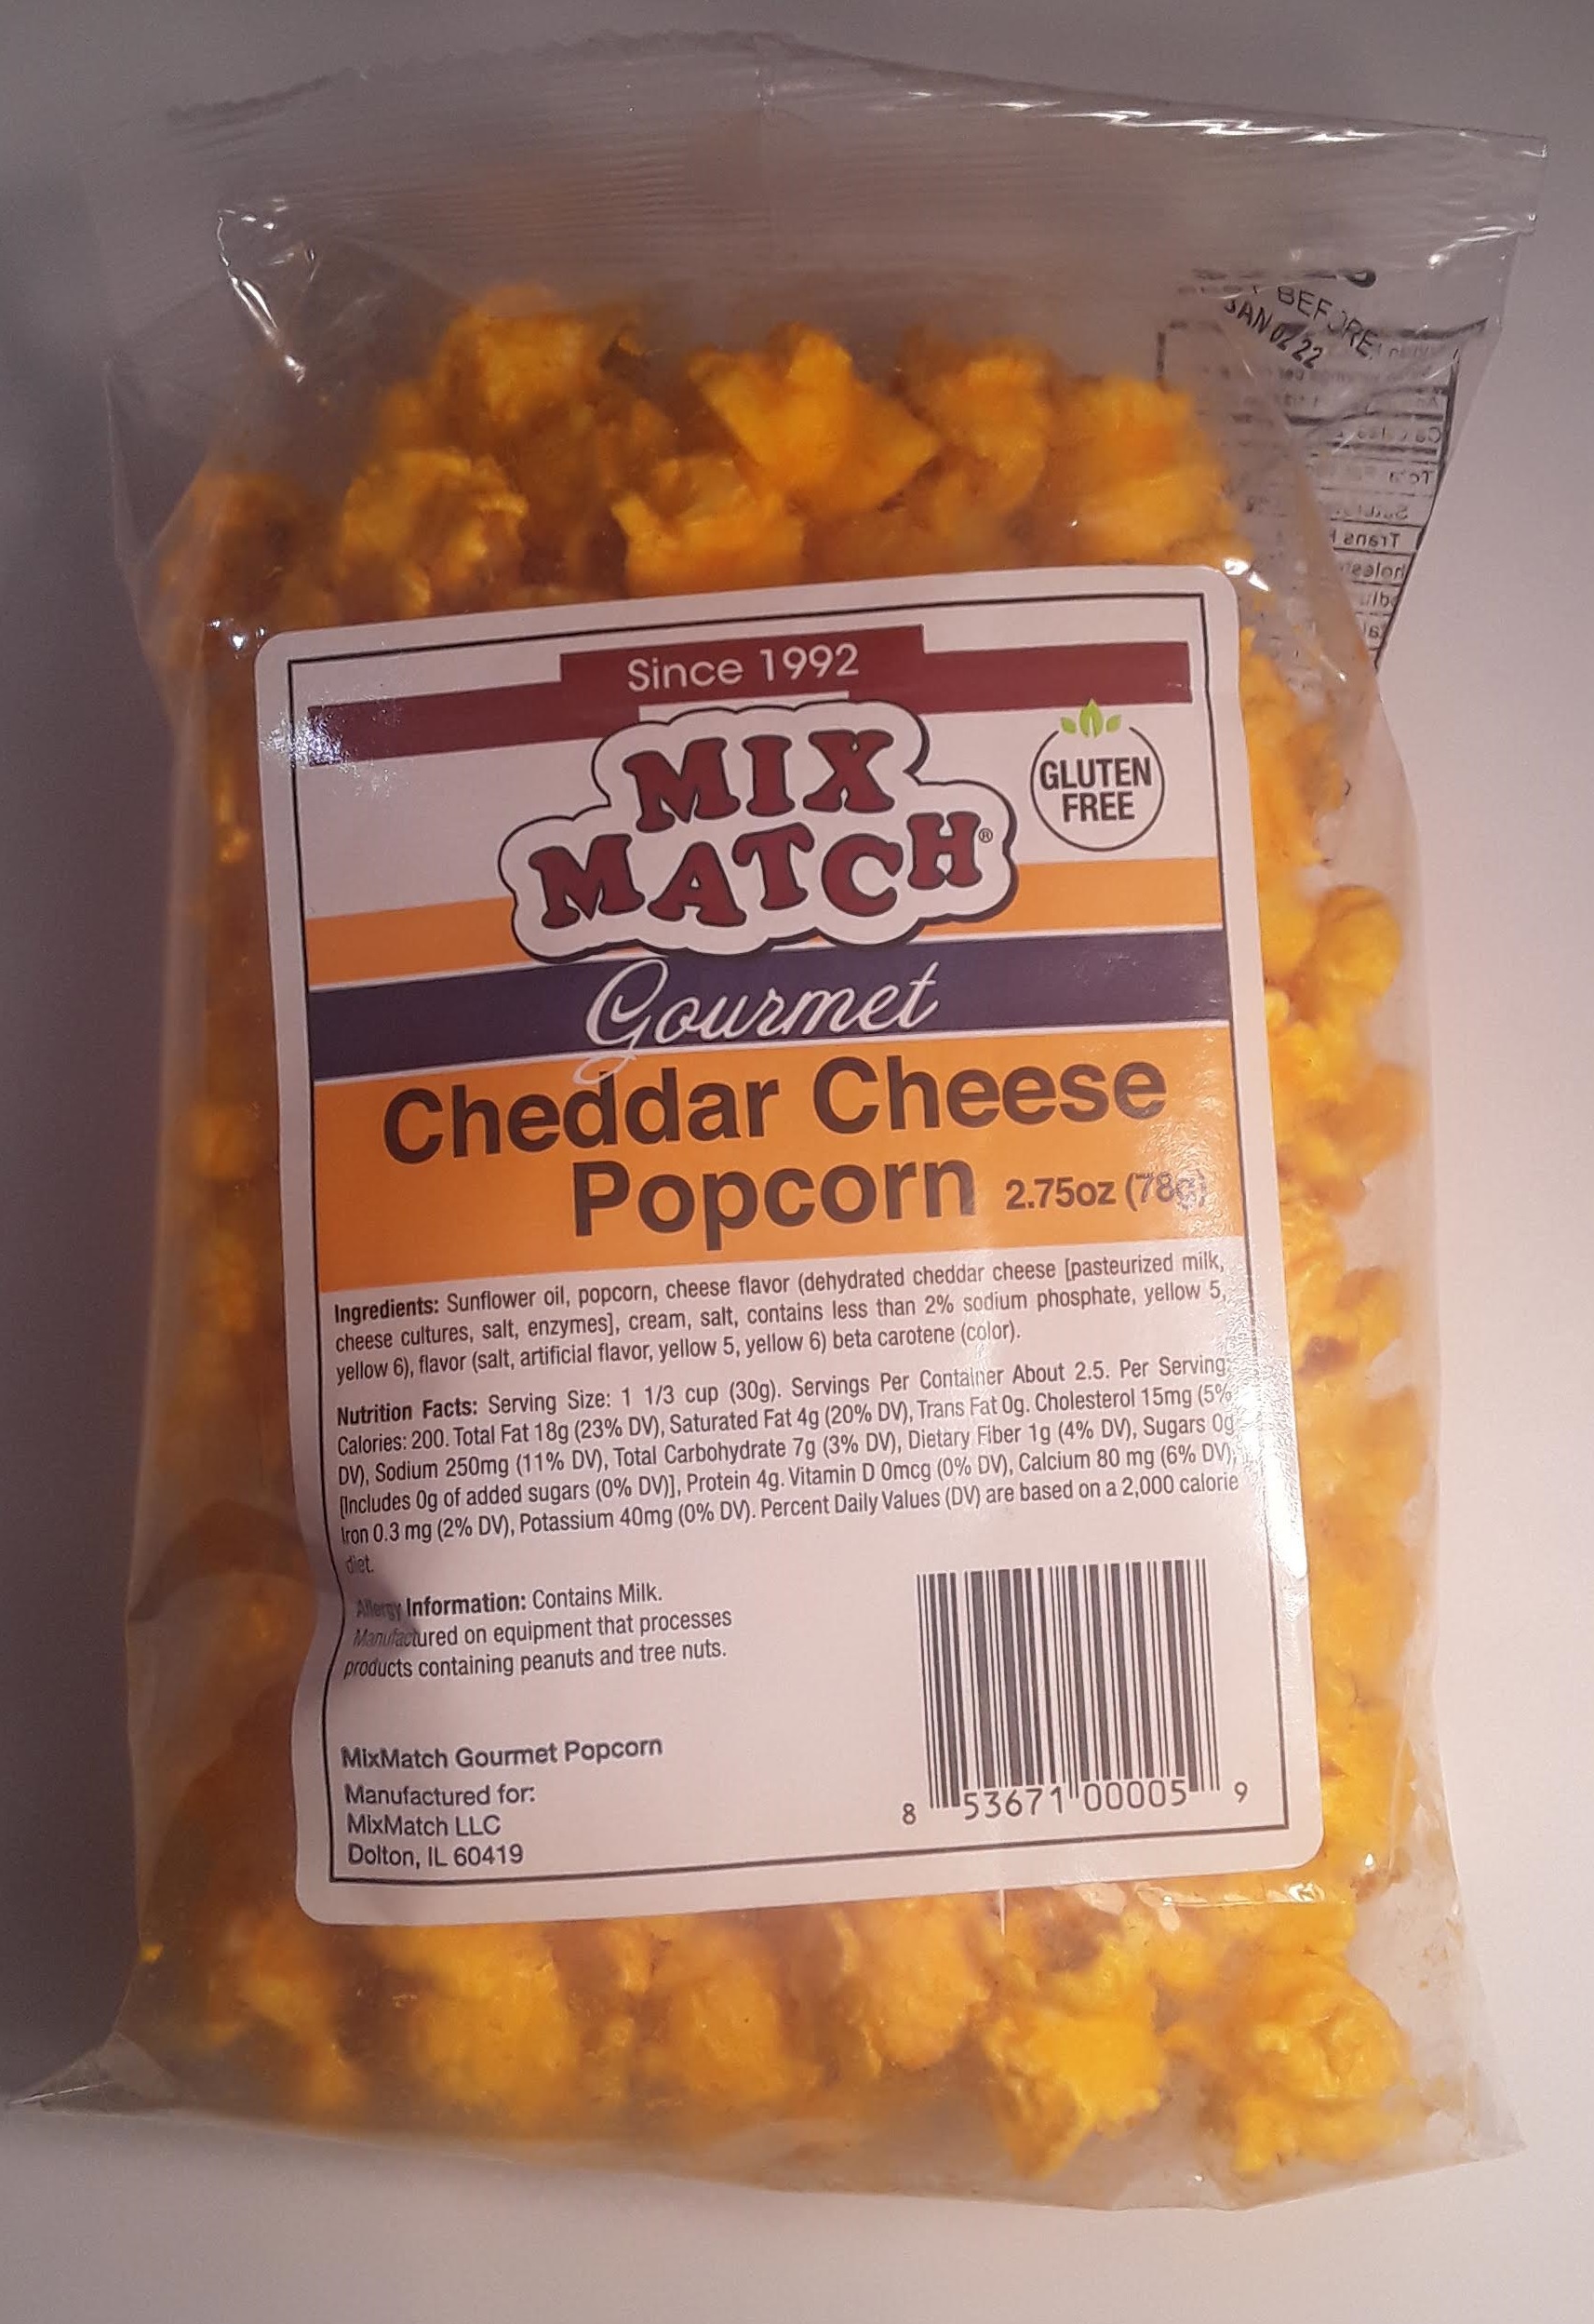 BEFORE
JAN 02 22
Since 1992
MIX
MATCH®
GLUTEN
FREE
Gourmet
Cheddar Cheese
Popcorn 2.75oz (78g)
Ingredients: Sunflower oil, popcorn, cheese flavor (dehydrated cheddar cheese [pasteurized milk,
cheese cultures, salt, enzymes], cream, salt, contains less than 2% sodium phosphate, yellow 5,
yellow 6), flavor (salt, artificial flavor, yellow 5, yellow 6) beta carotene (color).
Nutrition Facts: Serving Size: 1 1/3 cup (30g). Servings Per Container About 2.5. Per Serving:
Calories: 200. Total Fat 18g (23% DV), Saturated Fat 4g (20% DV), Trans Fat 0g. Cholesterol 15mg (5%
DV), Sodium 250mg (11% DV), Total Carbohydrate 7g (3% DV), Dietary Fiber 1g (4% DV), Sugars 0g
[Includes 0g of added sugars (0% DV)], Protein 4g. Vitamin D 0mcg (0% DV), Calcium 80 mg (6% DV),
Iron 0.3 mg (2% DV), Potassium 40mg (0% DV). Percent Daily Values (DV) are based on a 2,000 calorie
diet.
Allergy Information: Contains Milk.
Manufactured on equipment that processes
products containing peanuts and tree nuts.
MixMatch Gourmet Popcorn
Manufactured for:
MixMatch LLC
Dolton, IL 60419
8 53671 00005 9